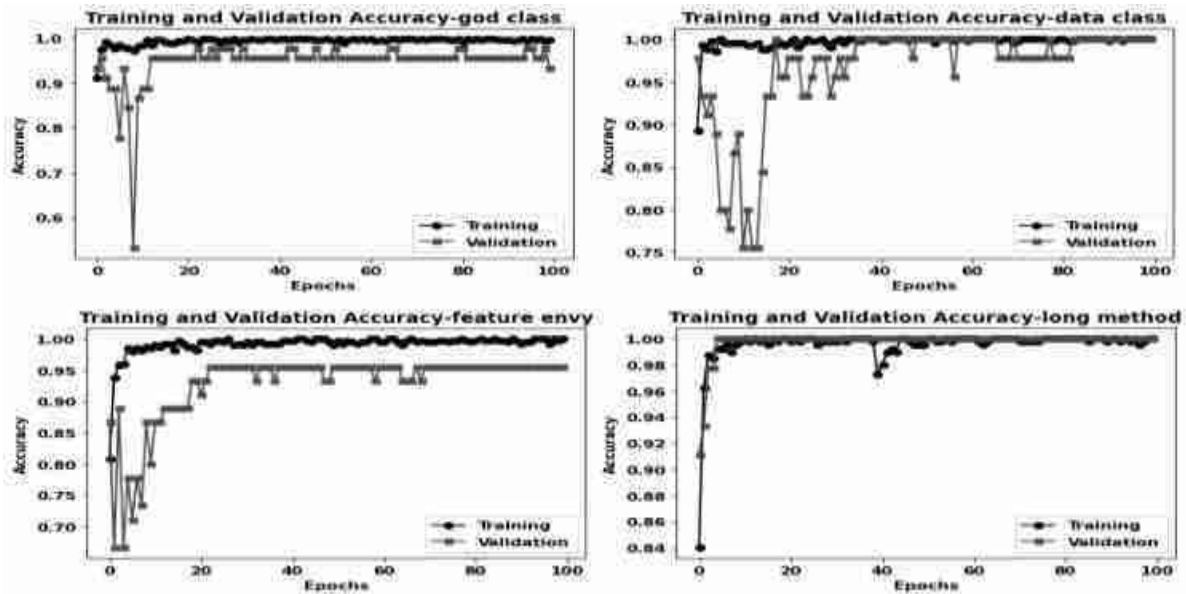 Training and Validation Accuracy-god class
1.0
0.9
0.8
0.7
0.6
Accuracy
Training
Validation
0 20 40 60 80 100
Epochs
Training and Validation Accuracy-data class
1.00
0.95
0.90
0.85
0.80
0.75
Accuracy
Training
Validation
0 20 40 60 80 100
Epochs
Training and Validation Accuracy-feature envy
1.00
0.95
0.90
0.85
0.80
0.75
0.70
Accuracy
Training
Validation
0 20 40 60 80 100
Epochs
Training and Validation Accuracy-long method
1.00
0.98
0.96
0.94
0.92
0.90
0.88
0.86
0.84
Accuracy
Training
Validation
0 20 40 60 80 100
Epochs